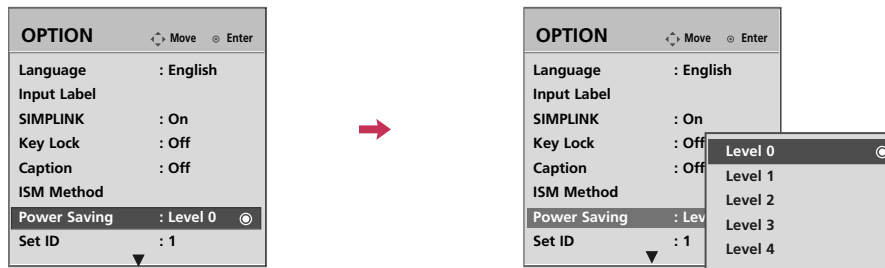 OPTION Move Enter
Language : English
Input Label
SIMPLINK : On
Key Lock : Off
Caption : Off
ISM Method
Power Saving : Level 0
Set ID : 1
OPTION Move Enter
Language : English
Input Label
SIMPLINK : On
Key Lock : Off
Caption : Off
ISM Method
Power Saving : Lev
Set ID : 1
Level 0
Level 1
Level 2
Level 3
Level 4